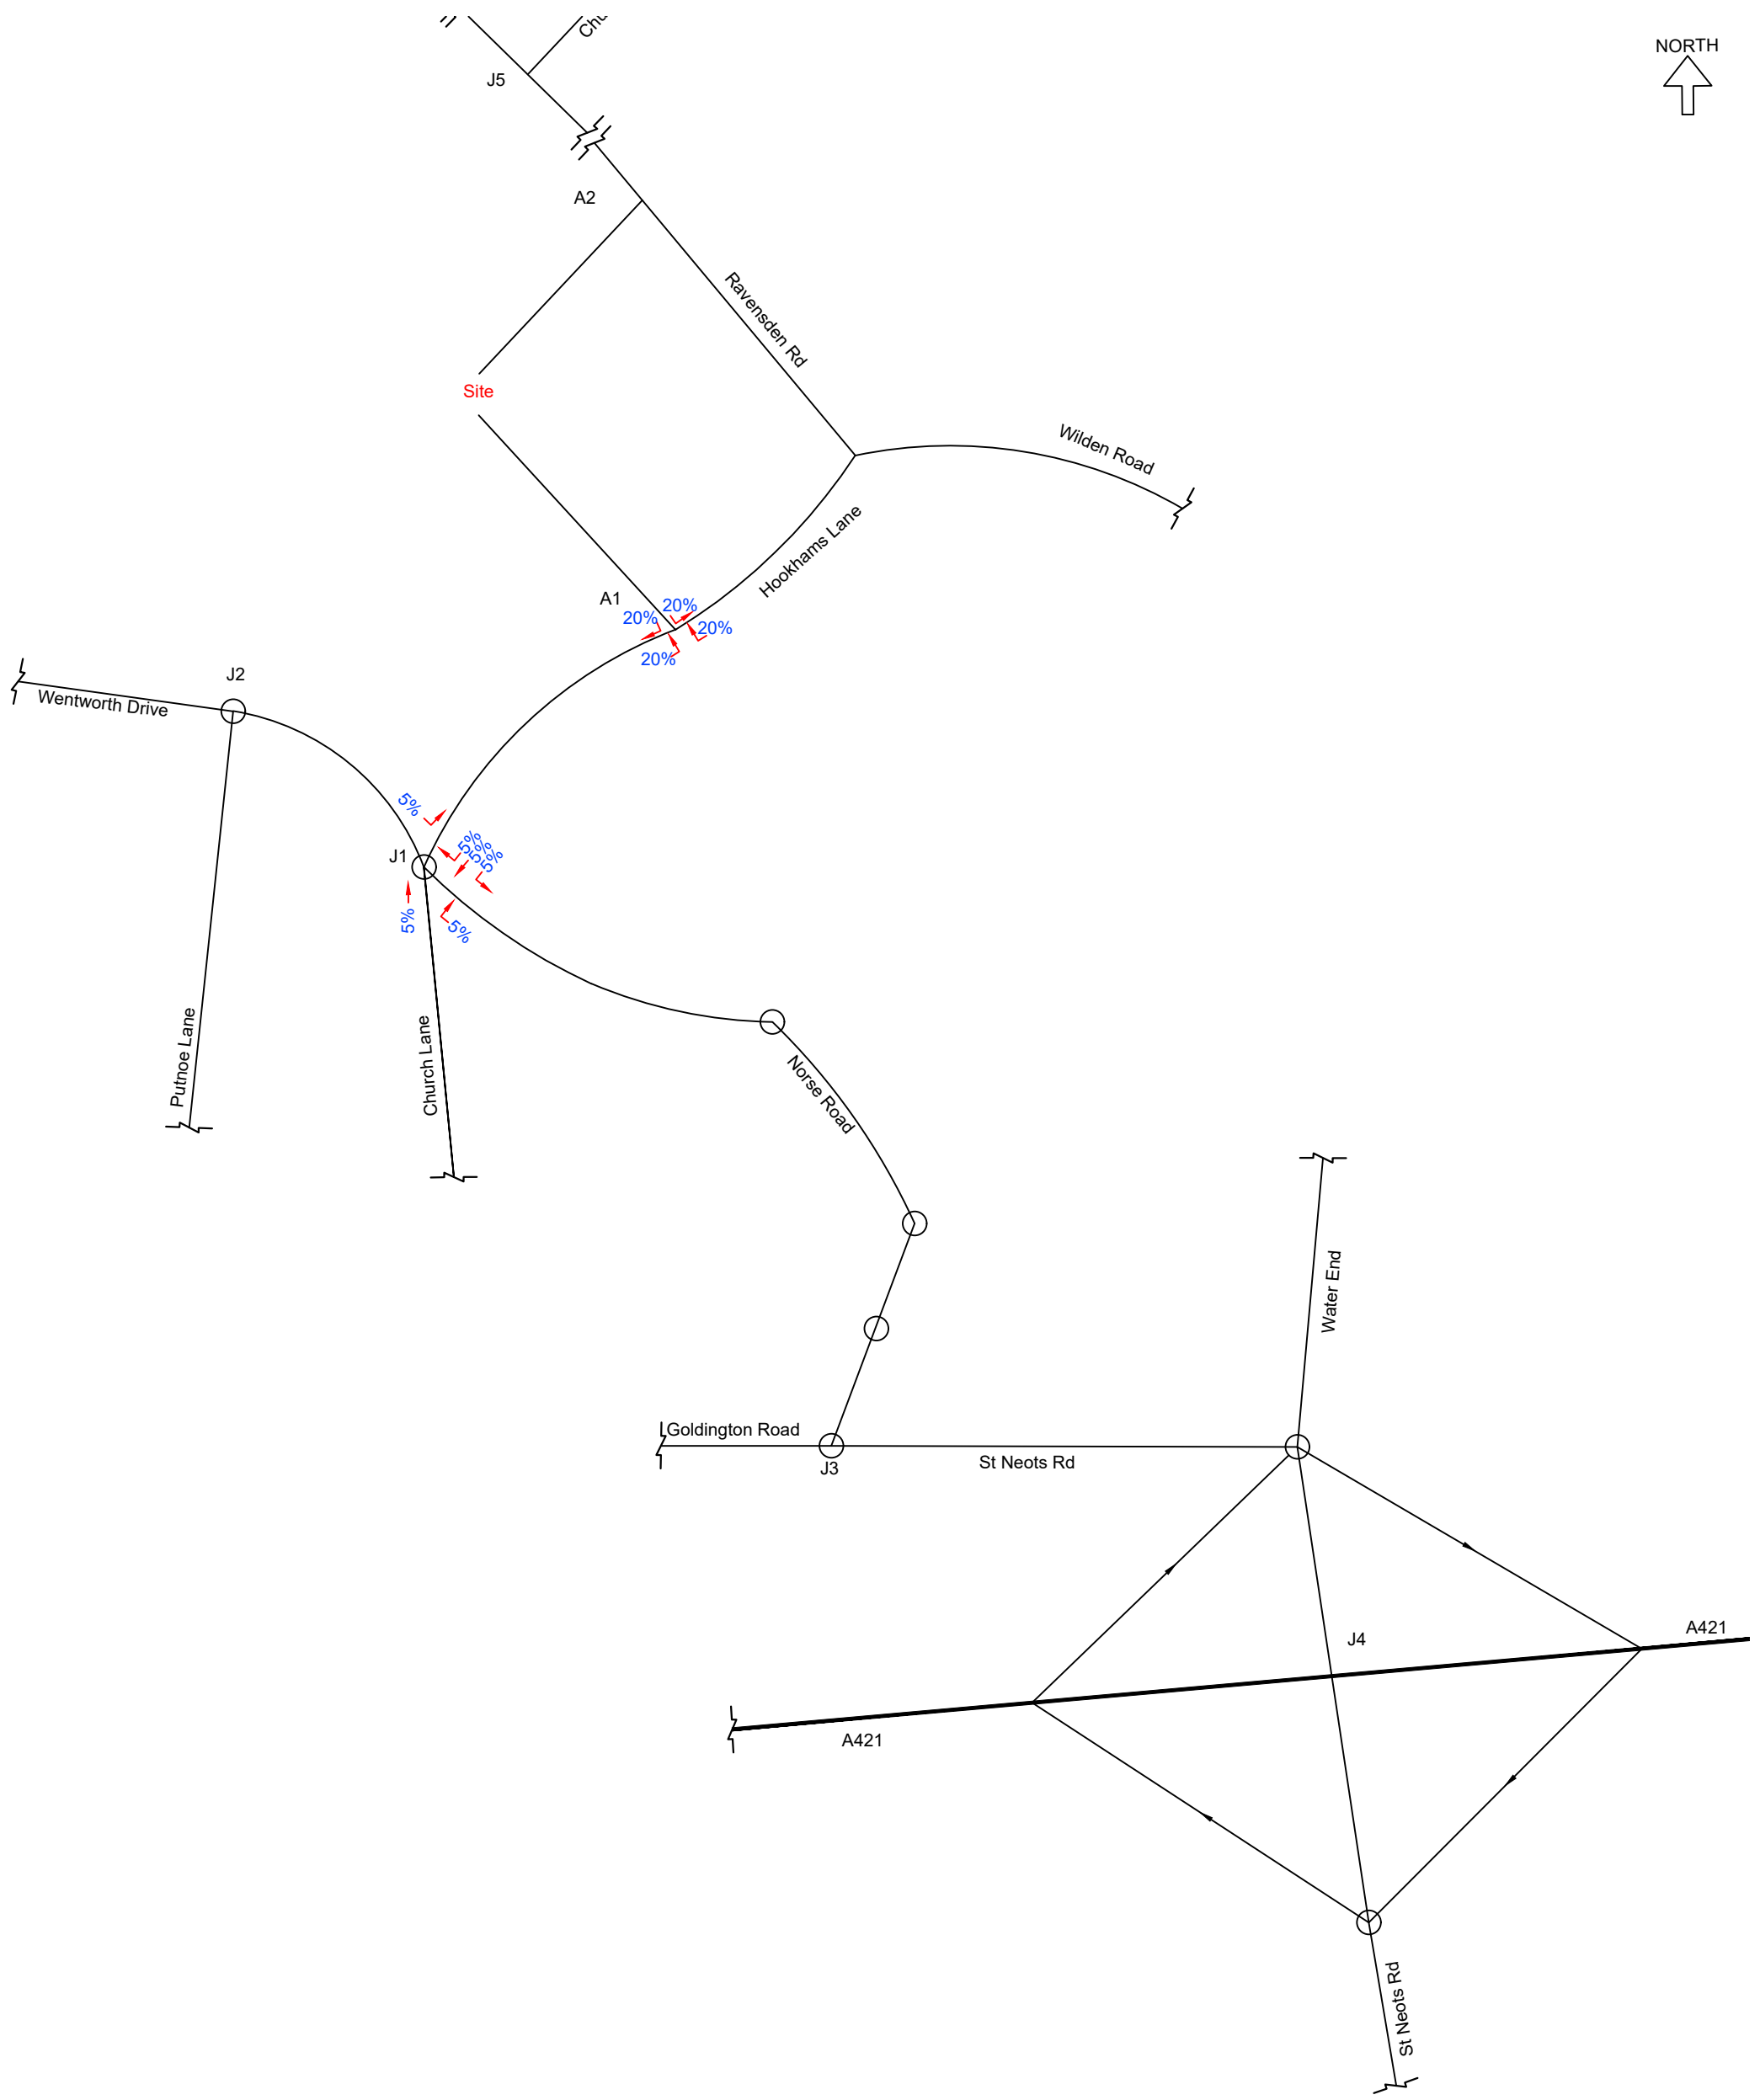 NORTH
J5
A2
Ravensden Rd
Site
Wilden Road
Hookhams Lane
A1
20%
20%
20%
20%
J2
Wentworth Drive
5%
J1
5%
5%
5%
5%
5%
Putnoe Lane
Church Lane
Norse Road
Water End
Goldington Road
J3
St Neots Rd
J4
A421
A421
St Neots Rd